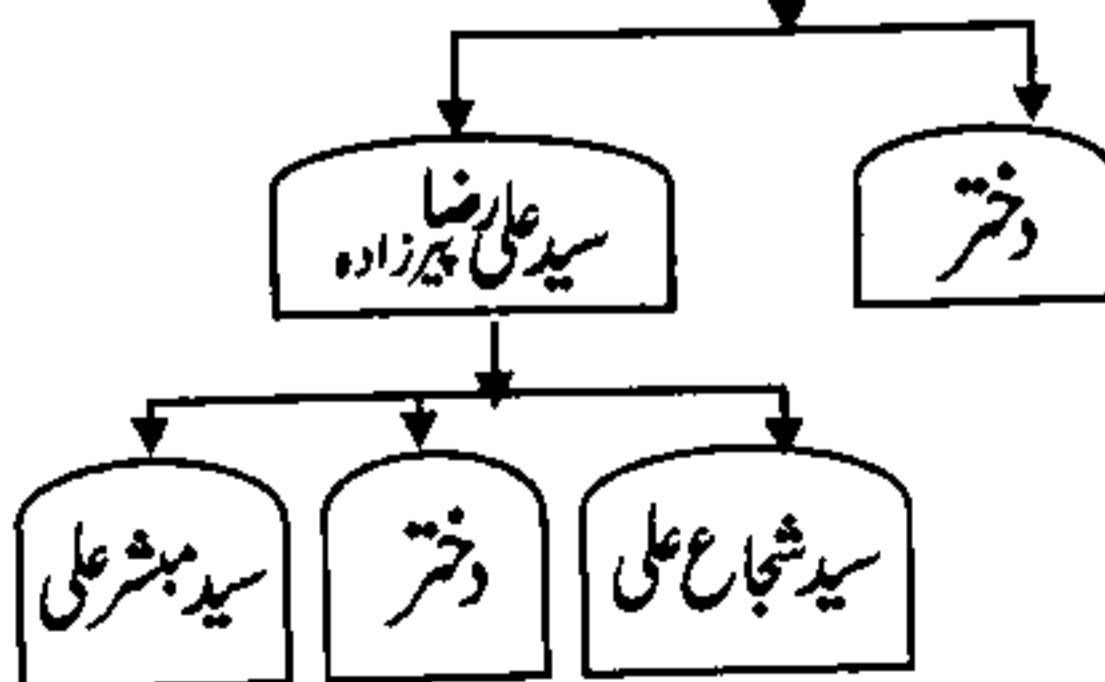 دختر
سید علی رضا پیرزادہ
سید شجاع علی
دختر
سید مبشر علی